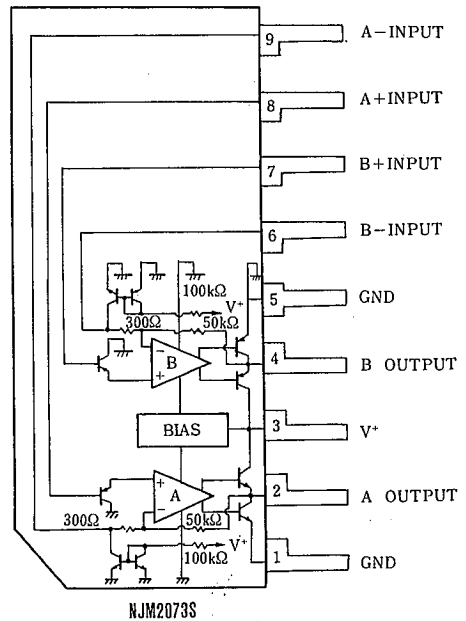 9 A−INPUT
8 A+INPUT
7 B+INPUT
6 B−INPUT
5 GND
100kΩ
V⁺
300Ω
50kΩ
4 B OUTPUT
−
B
+
BIAS
3 V⁺
+
A
−
2 A OUTPUT
300Ω
50kΩ
V⁺
100kΩ
1 GND
NJM2073S